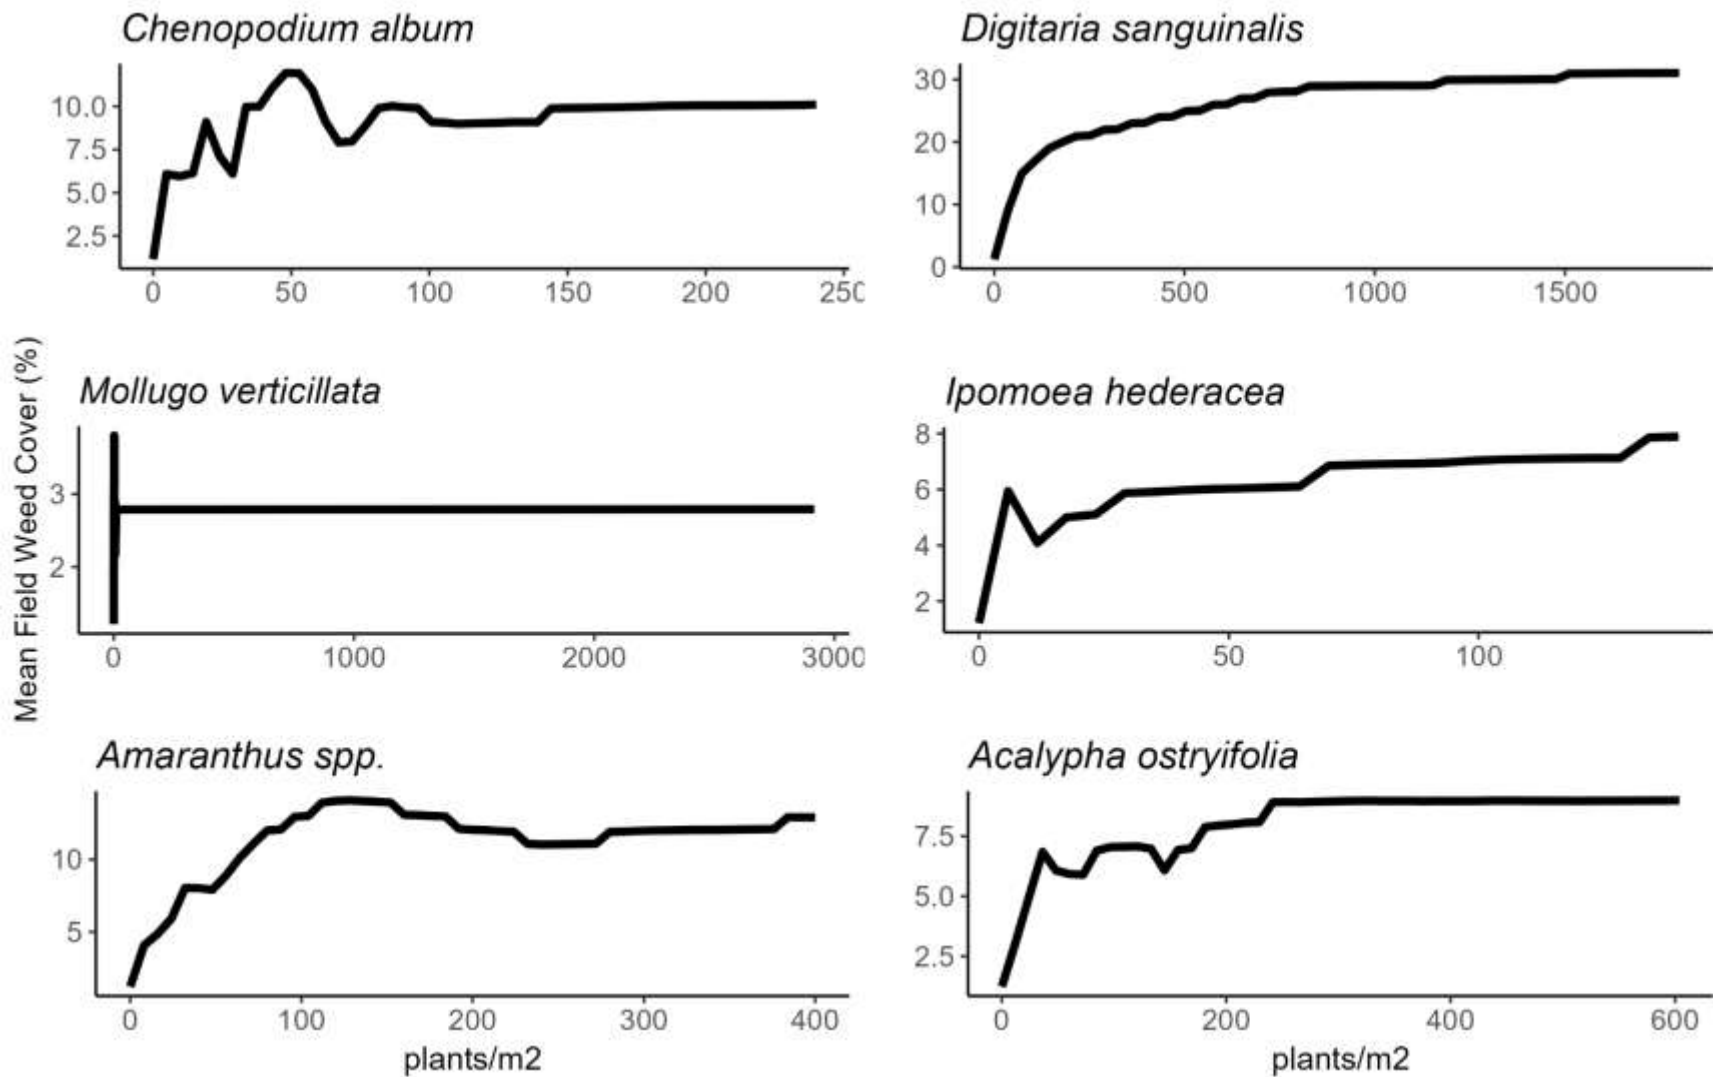 Chenopodium album
10.0
7.5
5.0
2.5
0 50 100 150 200 250
Digitaria sanguinalis
30
20
10
0
0 500 1000 1500
Mean Field Weed Cover (%)
Mollugo verticillata
3
2
0 1000 2000 3000
Ipomoea hederacea
8
6
4
2
0 50 100
Amaranthus spp.
10
5
0 100 200 300 400
plants/m2
Acalypha ostryifolia
7.5
5.0
2.5
0 200 400 600
plants/m2